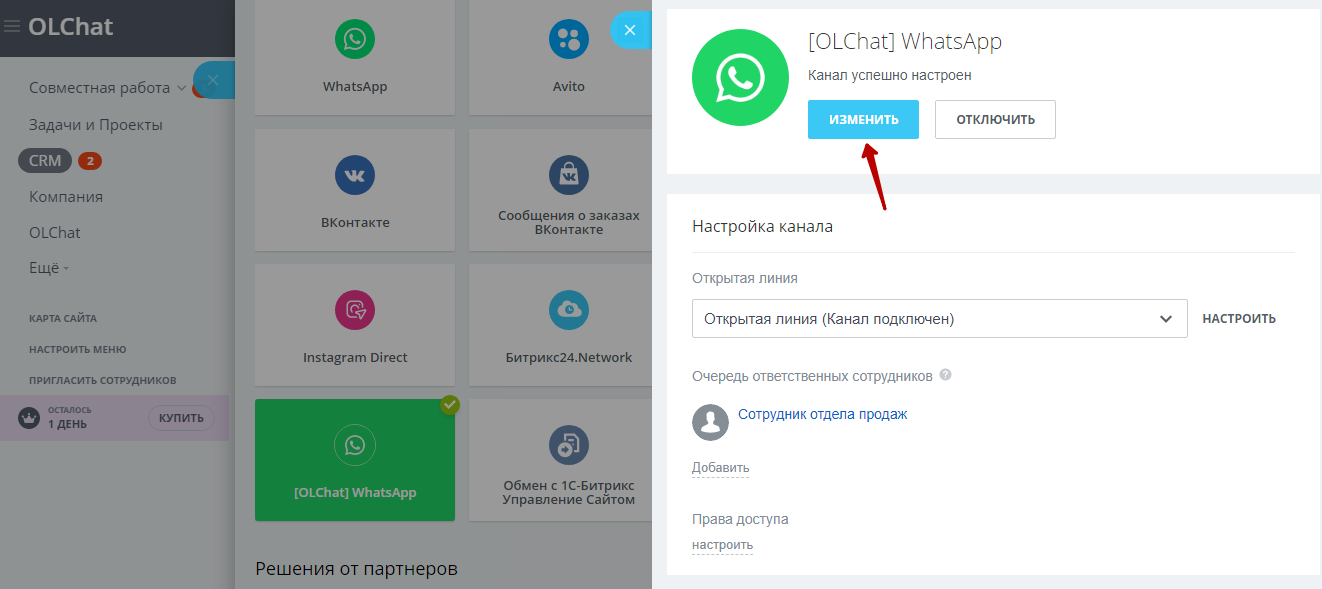 OLChat
Совместная работа
Задачи и Проекты
CRM 2
Компания
OLChat
Ещё
КАРТА САЙТА
НАСТРОИТЬ МЕНЮ
ПРИГЛАСИТЬ СОТРУДНИКОВ
ОСТАЛОСЬ
1 ДЕНЬ
КУПИТЬ
WhatsApp
Avito
ВКонтакте
Сообщения о заказах
ВКонтакте
Instagram Direct
Битрикс24.Network
[OLChat] WhatsApp
Обмен с 1С-Битрикс
Управление Сайтом
Решения от партнеров
[OLChat] WhatsApp
Канал успешно настроен
ИЗМЕНИТЬ
ОТКЛЮЧИТЬ
Настройка канала
Открытая линия
Открытая линия (Канал подключен)
НАСТРОИТЬ
Очередь ответственных сотрудников ?
Сотрудник отдела продаж
Добавить
Права доступа
настроить